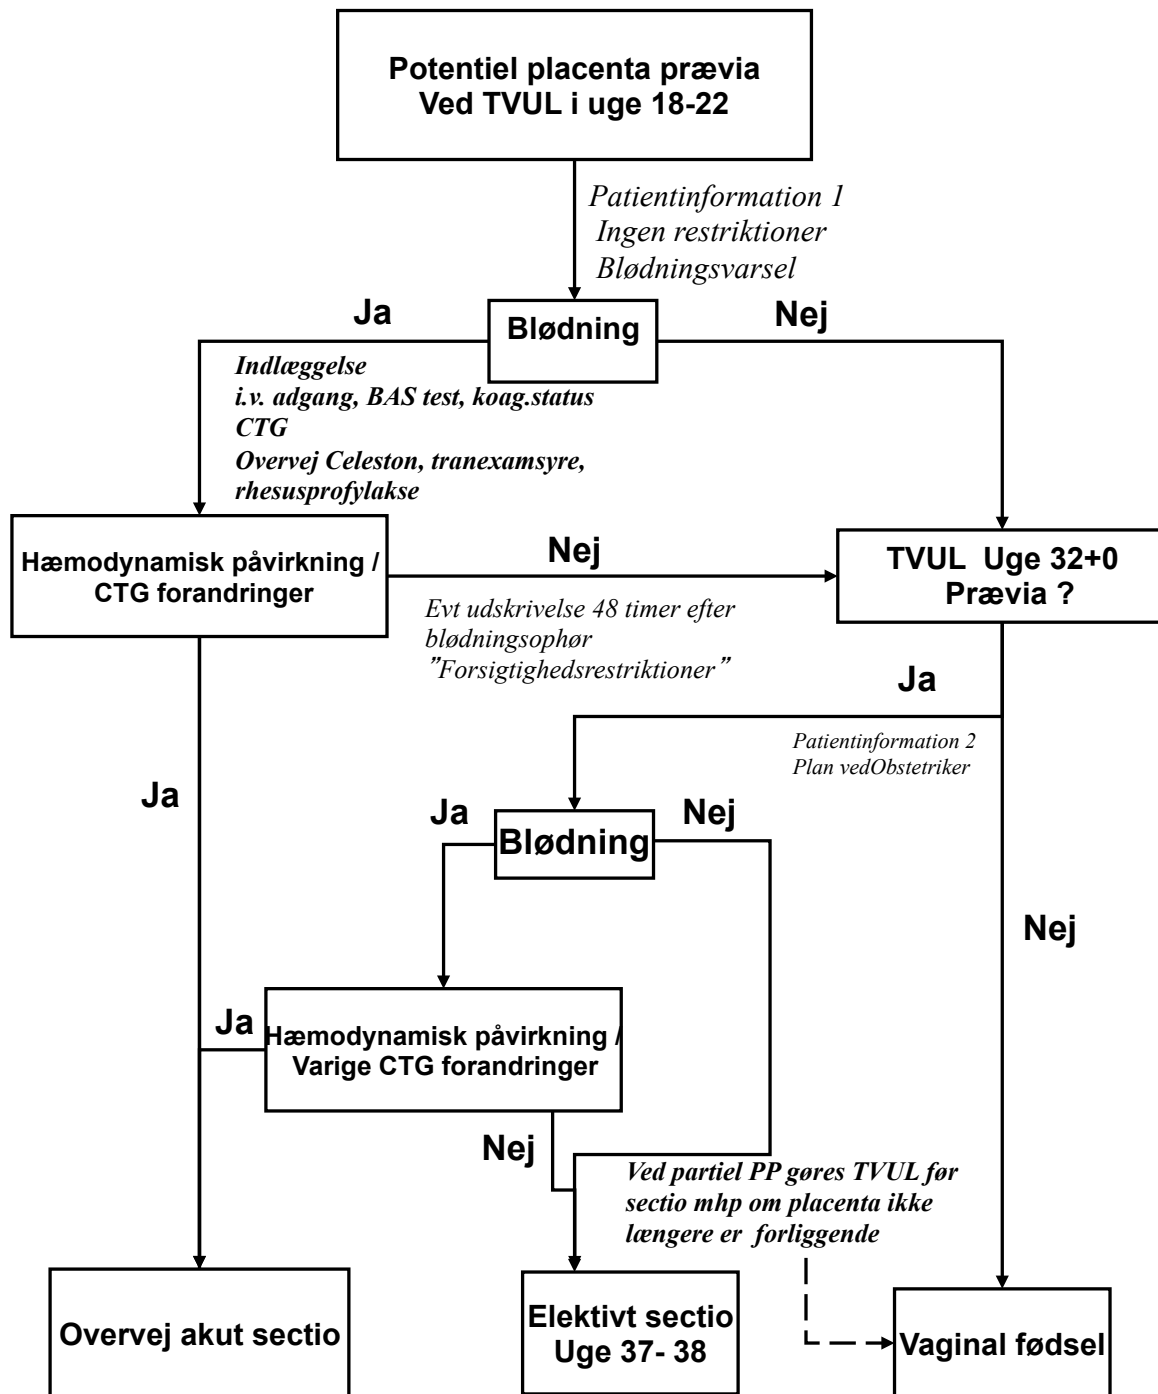 Potentiel placenta prævia
Ved TVUL i uge 18-22
Patientinformation 1
Ingen restriktioner
Blødningsvarsel
Ja
Blødning
Nej
Indlæggelse
i.v. adgang, BAS test, koag.status
CTG
Overvej Celeston, tranexamsyre,
rhesusprofylakse
Hæmodynamisk påvirkning /
CTG forandringer
Nej
TVUL Uge 32+0
Prævia ?
Evt udskrivelse 48 timer efter
blødningsophør
”Forsigtighedsrestriktioner”
Ja
Patientinformation 2
Plan vedObstetriker
Ja
Ja
Blødning
Nej
Nej
Ja
Hæmodynamisk påvirkning /
Varige CTG forandringer
Nej
Ved partiel PP gøres TVUL før
sectio mhp om placenta ikke
længere er forliggende
Overvej akut sectio
Elektivt sectio
Uge 37- 38
Vaginal fødsel